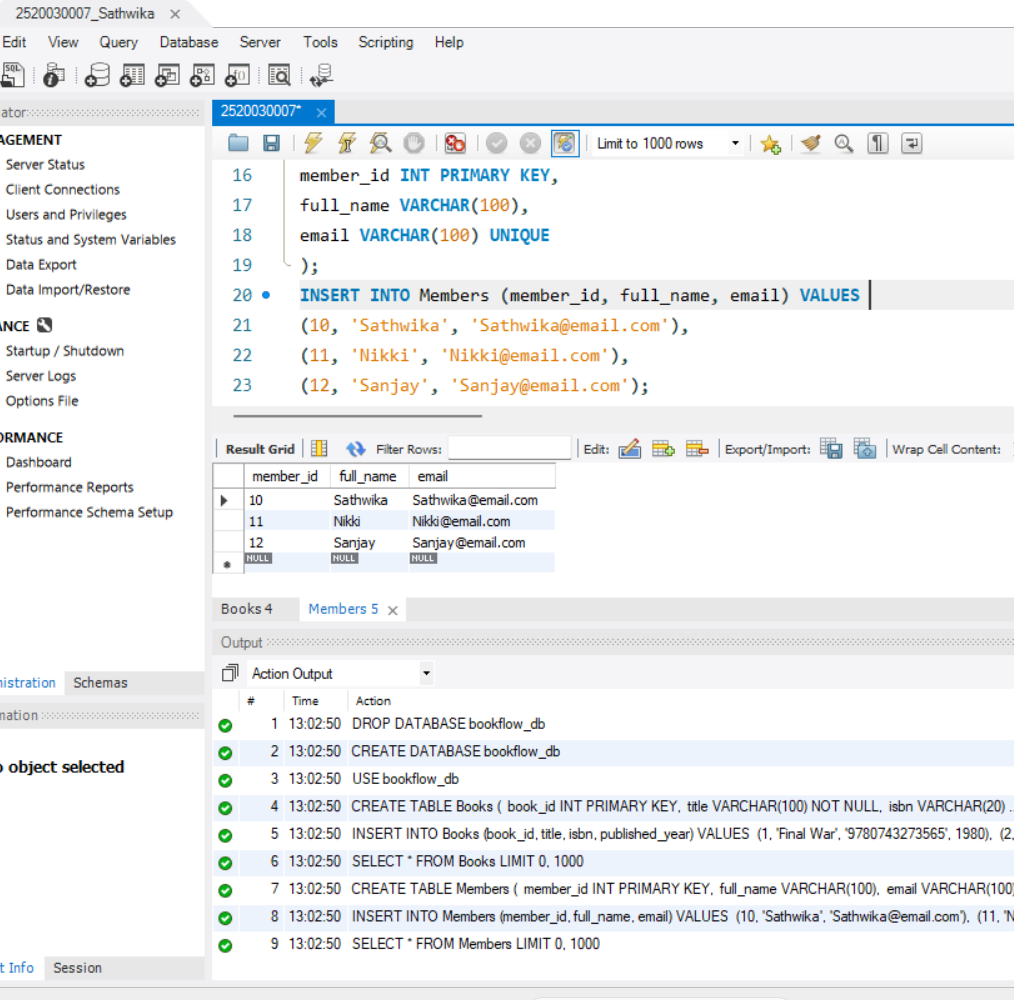 2520030007_Sathwika ×
Edit View Query Database Server Tools Scripting Help
SQL
ator
2520030007* ×
AGEMENT
Server Status
Client Connections
Users and Privileges
Status and System Variables
Data Export
Data Import/Restore
ANCE
Startup / Shutdown
Server Logs
Options File
ORMANCE
Dashboard
Performance Reports
Performance Schema Setup
nistration Schemas
mation
o object selected
t Info Session
Limit to 1000 rows
16 member_id INT PRIMARY KEY,
17 full_name VARCHAR(100),
18 email VARCHAR(100) UNIQUE
19 );
20 INSERT INTO Members (member_id, full_name, email) VALUES
21 (10, 'Sathwika', 'Sathwika@email.com'),
22 (11, 'Nikki', 'Nikki@email.com'),
23 (12, 'Sanjay', 'Sanjay@email.com');
Result Grid Filter Rows: Edit: Export/Import: Wrap Cell Content:
member_id full_name email
10 Sathwika Sathwika@email.com
11 Nikki Nikki@email.com
12 Sanjay Sanjay@email.com
NULL NULL NULL
Books 4 Members 5 ×
Output
Action Output
# Time Action
1 13:02:50 DROP DATABASE bookflow_db
2 13:02:50 CREATE DATABASE bookflow_db
3 13:02:50 USE bookflow_db
4 13:02:50 CREATE TABLE Books ( book_id INT PRIMARY KEY, title VARCHAR(100) NOT NULL, isbn VARCHAR(20) ..
5 13:02:50 INSERT INTO Books (book_id, title, isbn, published_year) VALUES (1, 'Final War', '9780743273565', 1980), (2,
6 13:02:50 SELECT * FROM Books LIMIT 0, 1000
7 13:02:50 CREATE TABLE Members ( member_id INT PRIMARY KEY, full_name VARCHAR(100), email VARCHAR(100)
8 13:02:50 INSERT INTO Members (member_id, full_name, email) VALUES (10, 'Sathwika', 'Sathwika@email.com'), (11, 'N
9 13:02:50 SELECT * FROM Members LIMIT 0, 1000